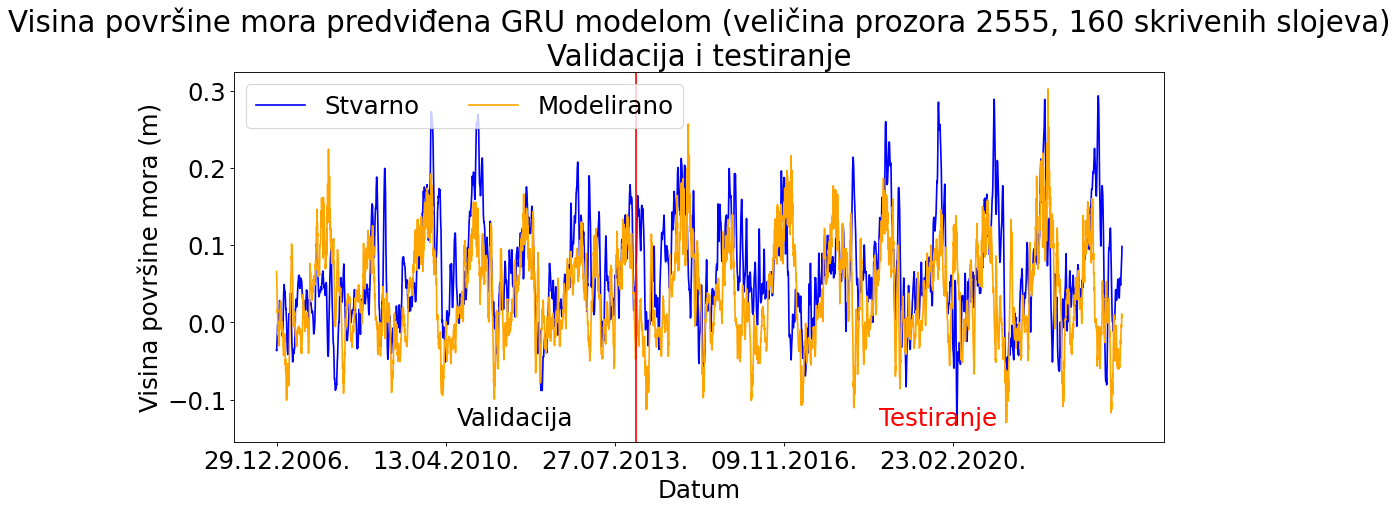 Visina površine mora predviđena GRU modelom (veličina prozora 2555, 160 skrivenih slojeva)
Validacija i testiranje
Stvarno
Modelirano
Visina površine mora (m)
0.3
0.2
0.1
0.0
−0.1
Validacija
Testiranje
29.12.2006.
13.04.2010.
27.07.2013.
09.11.2016.
23.02.2020.
Datum